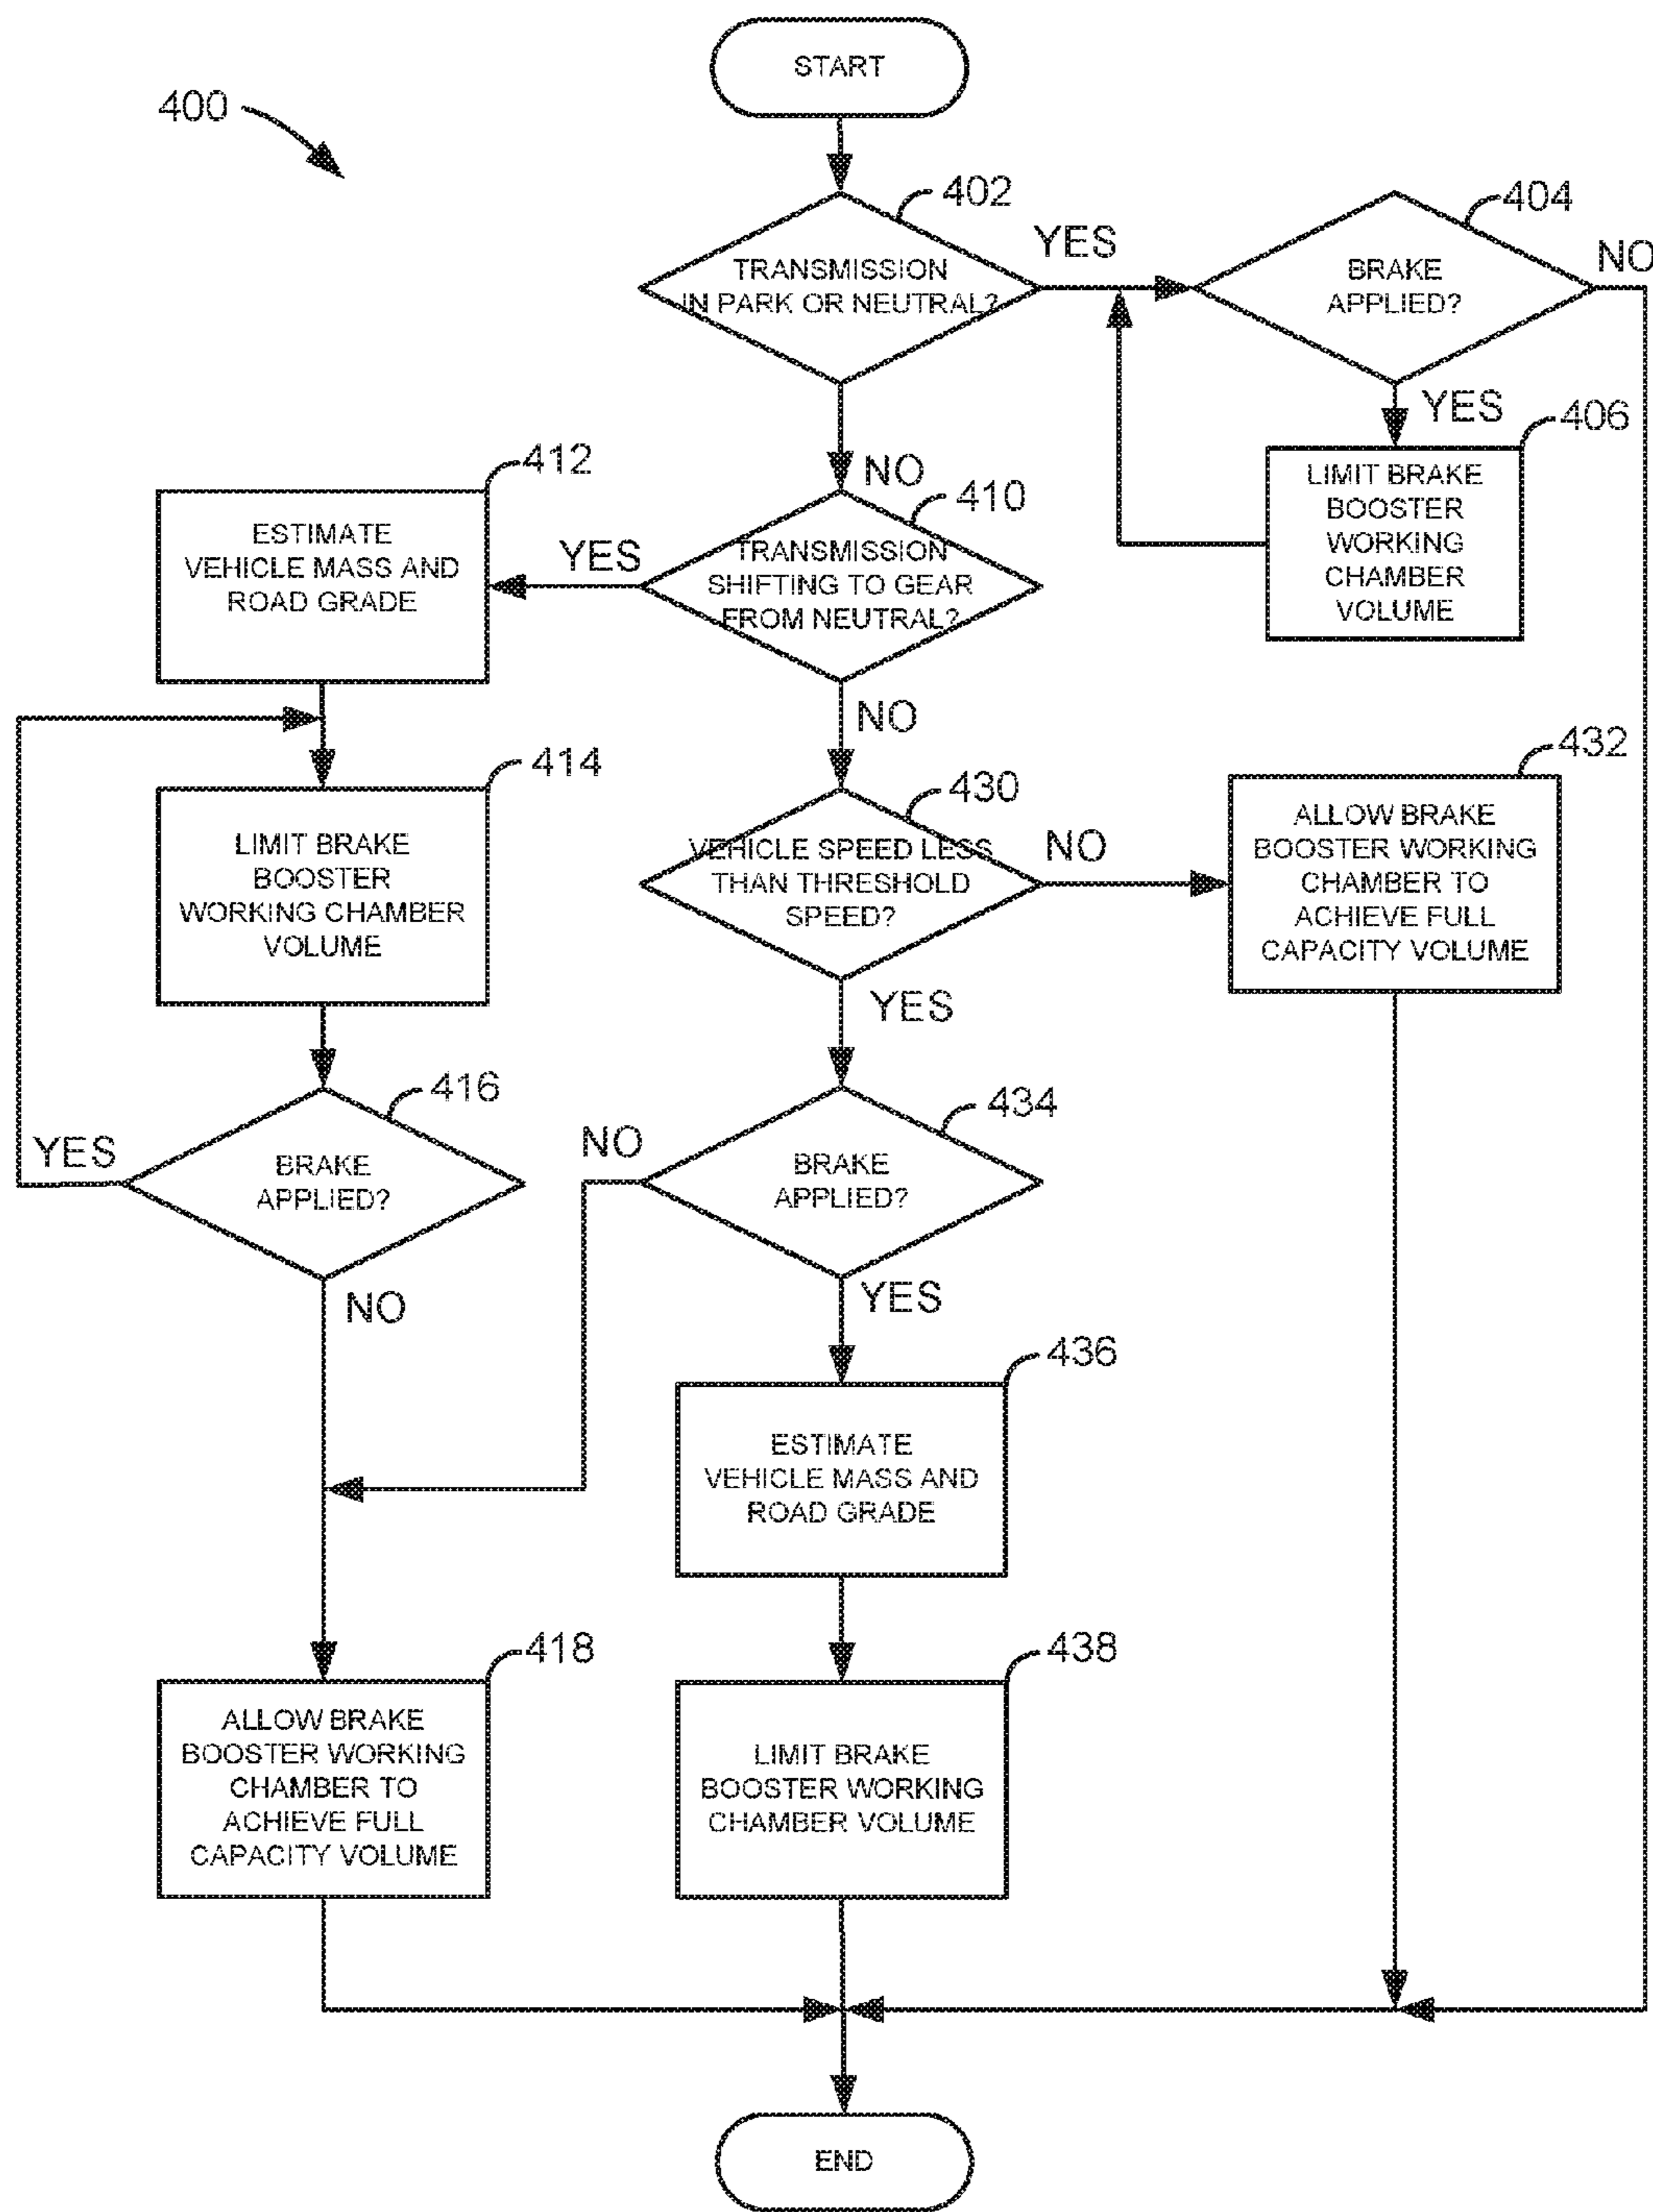 START
400
402
404
TRANSMISSION
IN PARK OR NEUTRAL?
YES
BRAKE
APPLIED?
NO
YES
406
LIMIT BRAKE
BOOSTER
WORKING
CHAMBER
VOLUME
NO
410
TRANSMISSION
SHIFTING TO GEAR
FROM NEUTRAL?
YES
412
ESTIMATE
VEHICLE MASS AND
ROAD GRADE
NO
414
LIMIT BRAKE
BOOSTER
WORKING CHAMBER
VOLUME
430
VEHICLE SPEED LESS
THAN THRESHOLD
SPEED?
NO
432
ALLOW BRAKE
BOOSTER WORKING
CHAMBER TO
ACHIEVE FULL
CAPACITY VOLUME
YES
416
YES
BRAKE
APPLIED?
NO
434
NO
BRAKE
APPLIED?
YES
436
ESTIMATE
VEHICLE MASS AND
ROAD GRADE
418
ALLOW BRAKE
BOOSTER WORKING
CHAMBER TO
ACHIEVE FULL
CAPACITY VOLUME
438
LIMIT BRAKE
BOOSTER WORKING
CHAMBER VOLUME
END